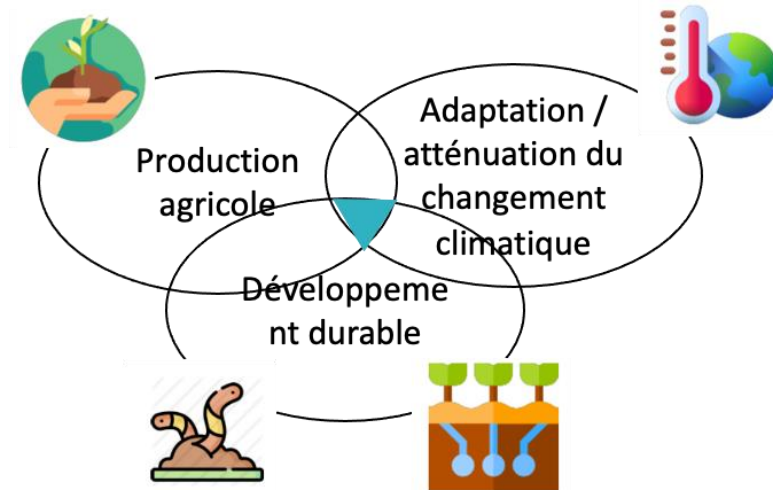 Production
agricole
Adaptation /
atténuation du
changement
climatique
Développeme
nt durable